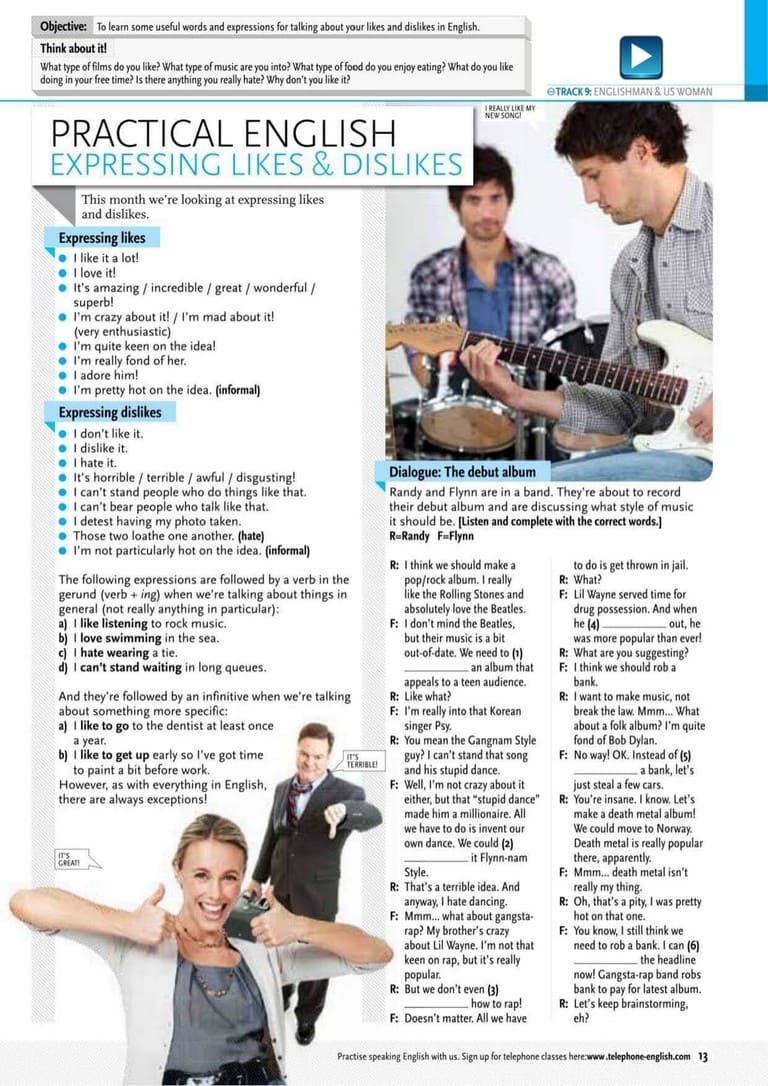 Objective: To learn some useful words and expressions for talking about your likes and dislikes in English.
Think about it!
What type of films do you like? What type of music are you into? What type of food do you enjoy eating? What do you like
doing in your free time? Is there anything you really hate? Why don't you like it?
TRACK 9: ENGLISHMAN & US WOMAN
I REALLY LIKE MY
NEW SONG!
PRACTICAL ENGLISH
EXPRESSING LIKES & DISLIKES
This month we're looking at expressing likes
and dislikes.
Expressing likes
● I like it a lot!
● I love it!
● It's amazing / incredible / great / wonderful /
superb!
● I'm crazy about it! / I'm mad about it!
(very enthusiastic)
● I'm quite keen on the idea!
● I'm really fond of her.
● I adore him!
● I'm pretty hot on the idea. (informal)
Expressing dislikes
● I don't like it.
● I dislike it.
● I hate it.
● It's horrible / terrible / awful / disgusting!
● I can't stand people who do things like that.
● I can't bear people who talk like that.
● I detest having my photo taken.
● Those two loathe one another. (hate)
● I'm not particularly hot on the idea. (informal)
The following expressions are followed by a verb in the
gerund (verb + ing) when we're talking about things in
general (not really anything in particular):
a) I like listening to rock music.
b) I love swimming in the sea.
c) I hate wearing a tie.
d) I can't stand waiting in long queues.
And they're followed by an infinitive when we're talking
about something more specific:
a) I like to go to the dentist at least once
a year.
b) I like to get up early so I've got time
to paint a bit before work.
However, as with everything in English,
there are always exceptions!
IT'S
TERRIBLE!
IT'S
GREAT!
Dialogue: The debut album
Randy and Flynn are in a band. They're about to record
their debut album and are discussing what style of music
it should be. [Listen and complete with the correct words.]
R=Randy F=Flynn
R: I think we should make a
pop/rock album. I really
like the Rolling Stones and
absolutely love the Beatles.
F: I don't mind the Beatles,
but their music is a bit
out-of-date. We need to (1)
____________ an album that
appeals to a teen audience.
R: Like what?
F: I'm really into that Korean
singer Psy.
R: You mean the Gangnam Style
guy? I can't stand that song
and his stupid dance.
F: Well, I'm not crazy about it
either, but that "stupid dance"
made him a millionaire. All
we have to do is invent our
own dance. We could (2)
____________ it Flynn-nam
Style.
R: That's a terrible idea. And
anyway, I hate dancing.
F: Mmm... what about gangsta-
rap? My brother's crazy
about Lil Wayne. I'm not that
keen on rap, but it's really
popular.
R: But we don't even (3)
____________ how to rap!
F: Doesn't matter. All we have
to do is get thrown in jail.
R: What?
F: Lil Wayne served time for
drug possession. And when
he (4) ____________ out, he
was more popular than ever!
R: What are you suggesting?
F: I think we should rob a
bank.
R: I want to make music, not
break the law. Mmm... What
about a folk album? I'm quite
fond of Bob Dylan.
F: No way! OK. Instead of (5)
____________ a bank, let's
just steal a few cars.
R: You're insane. I know. Let's
make a death metal album!
We could move to Norway.
Death metal is really popular
there, apparently.
F: Mmm... death metal isn't
really my thing.
R: Oh, that's a pity, I was pretty
hot on that one.
F: You know, I still think we
need to rob a bank. I can (6)
____________ the headline
now! Gangsta-rap band robs
bank to pay for latest album.
R: Let's keep brainstorming,
eh?
Practise speaking English with us. Sign up for telephone classes here:www.telephone-english.com 13